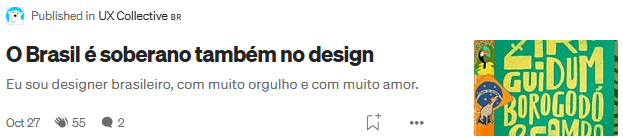 Published in UX Collective BR
O Brasil é soberano também no design
Eu sou designer brasileiro, com muito orgulho e com muito amor.
Oct 27 55 2
ZIRI
GUIDUM
BOROGODÓ